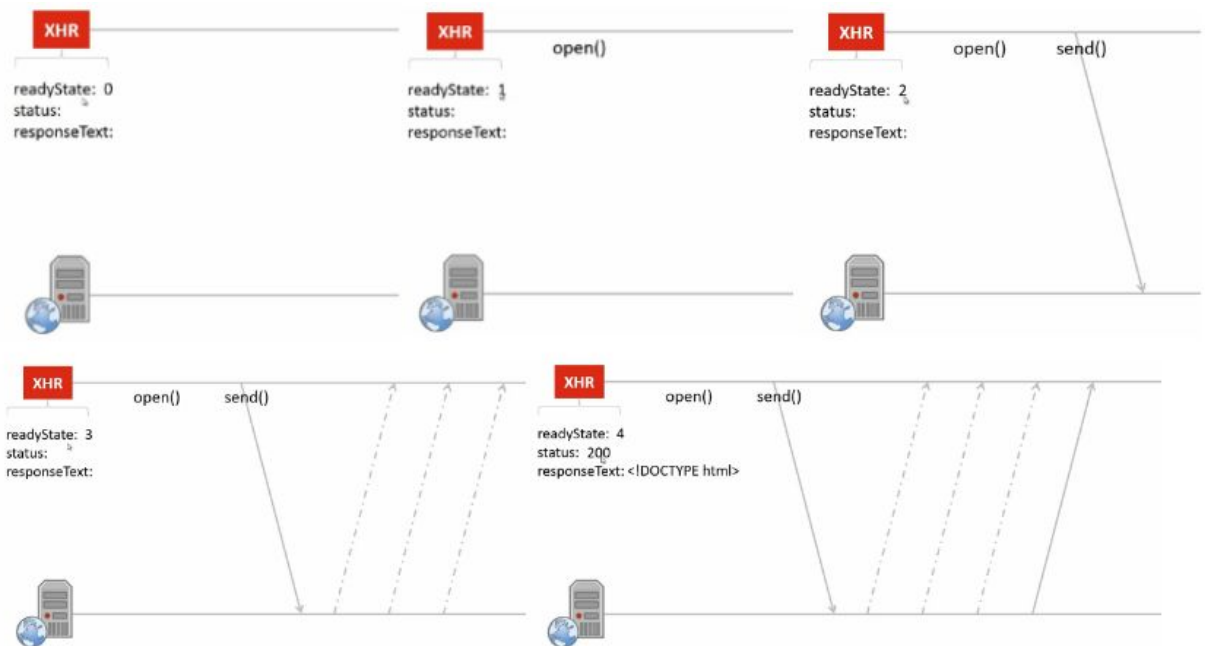 XHR
readyState: 0
status:
responseText:
XHR
open()
readyState: 1
status:
responseText:
XHR
open() send()
readyState: 2
status:
responseText:
XHR
open() send()
readyState: 3
status:
responseText:
XHR
open() send()
readyState: 4
status: 200
responseText: <!DOCTYPE html>